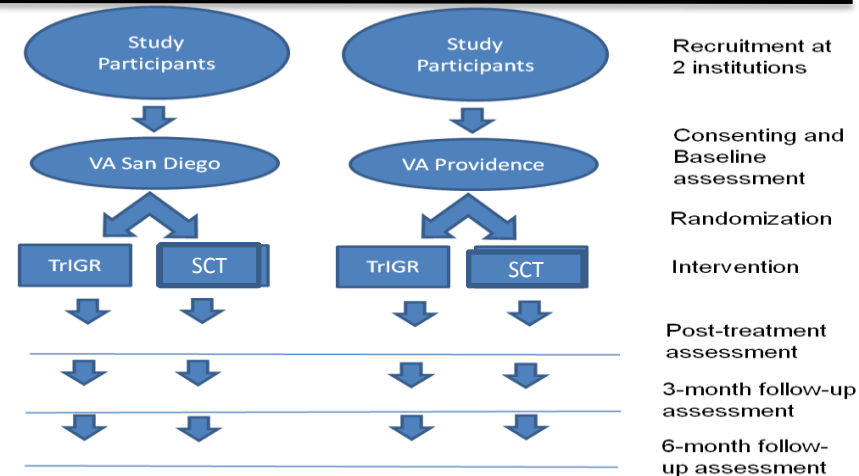 Study
Participants
Study
Participants
Recruitment at
2 institutions
VA San Diego
VA Providence
Consenting and
Baseline
assessment
Randomization
TrIGR
SCT
TrIGR
SCT
Intervention
Post-treatment
assessment
3-month follow-up
assessment
6-month follow-
up assessment